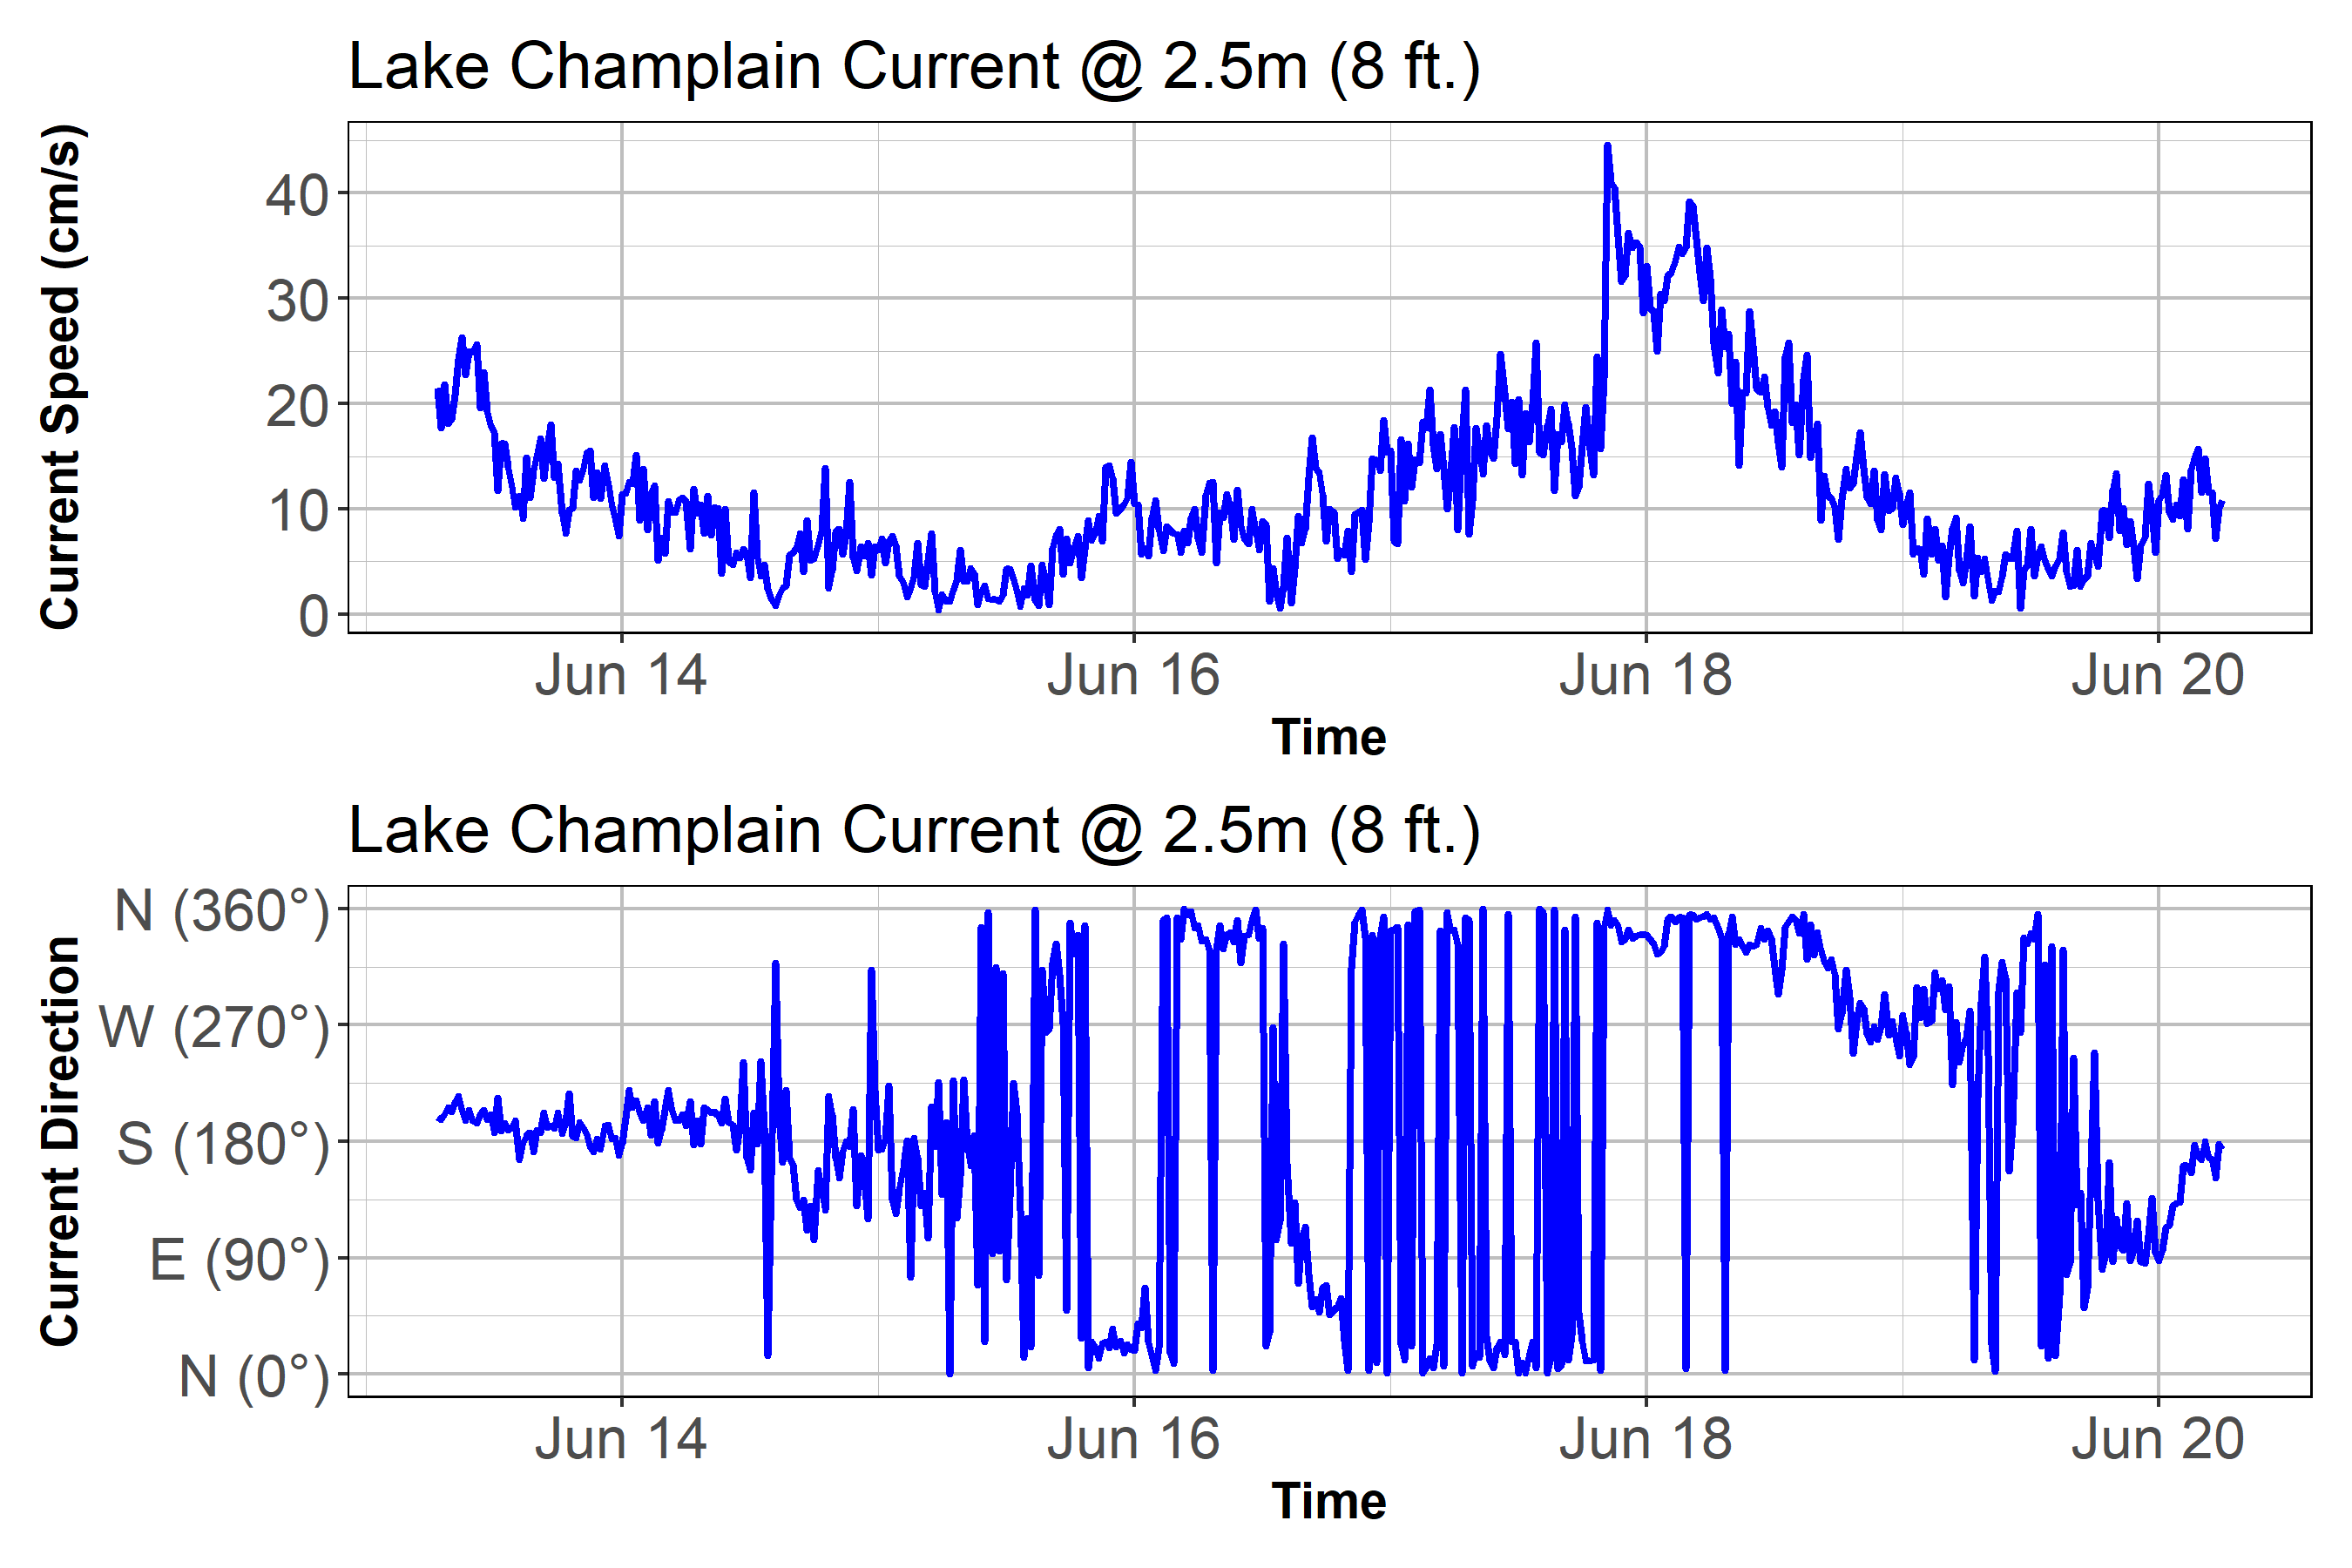 Lake Champlain Current @ 2.5m (8 ft.)
Current Speed (cm/s)
40
30
20
10
0
Jun 14 Jun 16 Jun 18 Jun 20
Time
Lake Champlain Current @ 2.5m (8 ft.)
Current Direction
N (360°)
W (270°)
S (180°)
E (90°)
N (0°)
Jun 14 Jun 16 Jun 18 Jun 20
Time